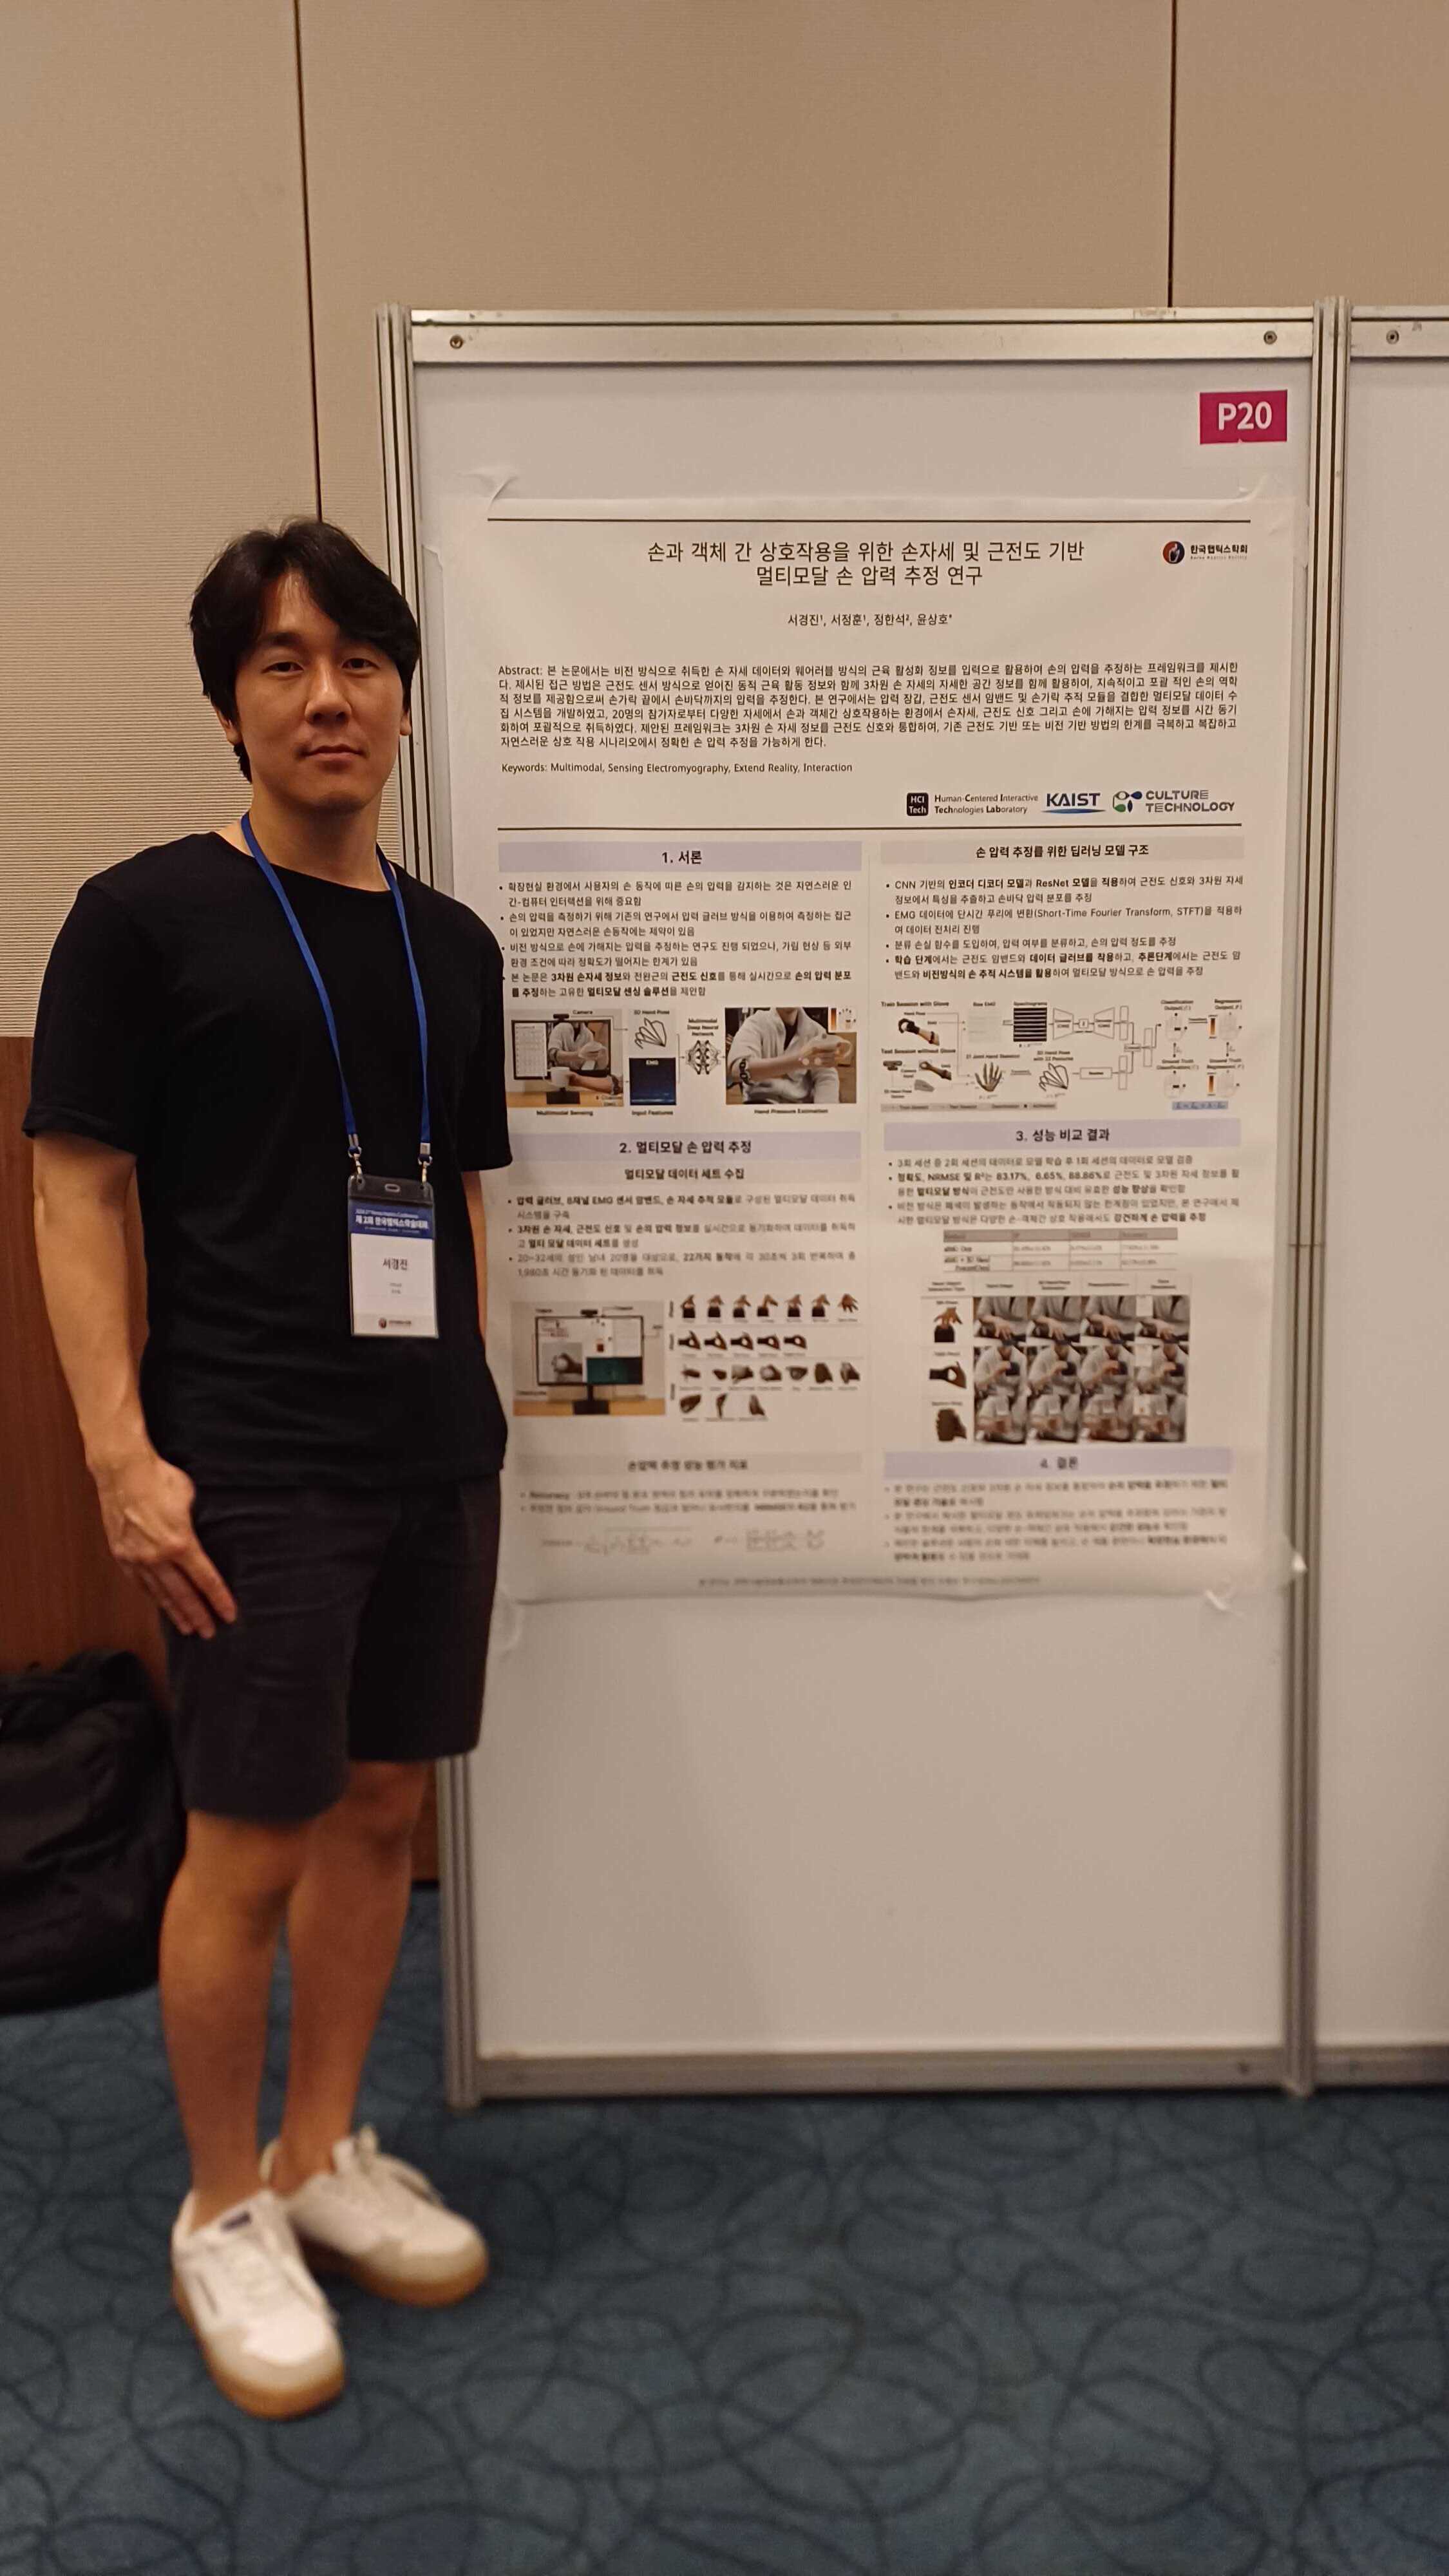 P20
손과 객체 간 상호작용을 위한 손자세 및 근전도 기반
멀티모달 손 압력 추정 연구
한국햅틱스학회
Korea Haptics Society
서경진¹, 서정훈¹, 정한석², 윤상호*
Abstract: 본 논문에서는 비전 방식으로 취득한 손 자세 데이터와 웨어러블 방식의 근육 활성화 정보를 입력으로 활용하여 손의 압력을 추정하는 프레임워크를 제시한
다. 제시된 접근 방법은 근전도 센서 방식으로 얻어진 동적 근육 활동 정보와 함께 3차원 손 자세의 자세한 공간 정보를 함께 활용하여, 지속적이고 포괄 적인 손의 역학
적 정보를 제공함으로써 손가락 끝에서 손바닥까지의 압력을 추정한다. 본 연구에서는 압력 장갑, 근전도 센서 암밴드 및 손가락 추적 모듈을 결합한 멀티모달 데이터 수
집 시스템을 개발하였고, 20명의 참가자로부터 다양한 자세에서 손과 객체간 상호작용하는 환경에서 손자세, 근전도 신호 그리고 손에 가해지는 압력 정보를 시간 동기
화하여 포괄적으로 취득하였다. 제안된 프레임워크는 3차원 손 자세 정보를 근전도 신호와 통합하여, 기존 근전도 기반 또는 비전 기반 방법의 한계를 극복하고 복잡하고
자연스러운 상호 작용 시나리오에서 정확한 손 압력 추정을 가능하게 한다.
Keywords: Multimodal, Sensing Electromyography, Extend Reality, Interaction
HCI
Tech
Human-Centered Interactive
Technologies Laboratory
KAIST
CULTURE
TECHNOLOGY
1. 서론
• 확장현실 환경에서 사용자의 손 동작에 따른 손의 압력을 감지하는 것은 자연스러운 인
간-컴퓨터 인터랙션을 위해 중요함
• 손의 압력을 측정하기 위해 기존의 연구에서 압력 글러브 방식을 이용하여 측정하는 접근
이 있었지만 자연스러운 손동작에는 제약이 있음
• 비전 방식으로 손에 가해지는 압력을 추정하는 연구도 진행 되었으나, 가림 현상 등 외부
환경 조건에 따라 정확도가 떨어지는 한계가 있음
• 본 논문은 3차원 손자세 정보와 전완근의 근전도 신호를 통해 실시간으로 손의 압력 분포
를 추정하는 고유한 멀티모달 센싱 솔루션을 제안함
Camera
3D Hand Pose
Multimodal
Deep Neural
Network
EMG
Multimodal Sensing
Input Features
Hand Pressure Estimation
2. 멀티모달 손 압력 추정
멀티모달 데이터 세트 수집
• 압력 글러브, 8채널 EMG 센서 암밴드, 손 자세 추적 모듈로 구성된 멀티모달 데이터 취득
시스템을 구축
• 3차원 손 자세, 근전도 신호 및 손의 압력 정보를 실시간으로 동기화하여 데이터를 취득하
고 멀티 모달 데이터 세트를 생성
• 20~32세의 성인 남녀 20명을 대상으로, 22가지 동작에 각 30초씩 3회 반복하여 총
1,980초 시간 동기화 된 데이터를 취득
손압력 추정 성능 평가 지표
• Accuracy
손 압력 추정를 위한 딥러닝 모델 구조
• CNN 기반의 인코더 디코더 모델과 ResNet 모델을 적용하여 근전도 신호와 3차원 자세
정보에서 특성을 추출하고 손바닥 압력 분포를 추정
• EMG 데이터에 단시간 푸리에 변환(Short-Time Fourier Transform, STFT)을 적용하
여 데이터 전처리 진행
• 분류 손실 함수를 도입하여, 압력 여부를 분류하고, 손의 압력 정도를 추정
• 학습 단계에서는 근전도 암밴드와 데이터 글러브를 착용하고, 추론단계에서는 근전도 암
밴드와 비전방식의 손 추적 시스템을 활용하여 멀티모달 방식으로 손 압력을 추정
Train Session with Glove
Raw EMG
Spectrograms
Test Session without Glove
3. 성능 비교 결과
• 3회 세션 중 2회 세션의 데이터로 모델 학습 후 1회 세션의 데이터로 모델 검증
• 정확도, NRMSE 및 R²는 83.17%, 6.65%, 88.86%로 근전도 및 3차원 자세 정보를 활
용한 멀티모달 방식이 근전도만 사용한 방식 대비 유효한 성능 향상을 확인함
• 비전 방식은 폐색이 발생하는 동작에서 작동되지 않는 한계점이 있었지만, 본 연구에서 제
시한 멀티모달 방식은 다양한 손-객체간 상호 작용에서도 강건하게 손 압력을 추정
4. 결론
제 2회 한국햅틱스학술대회
서경진